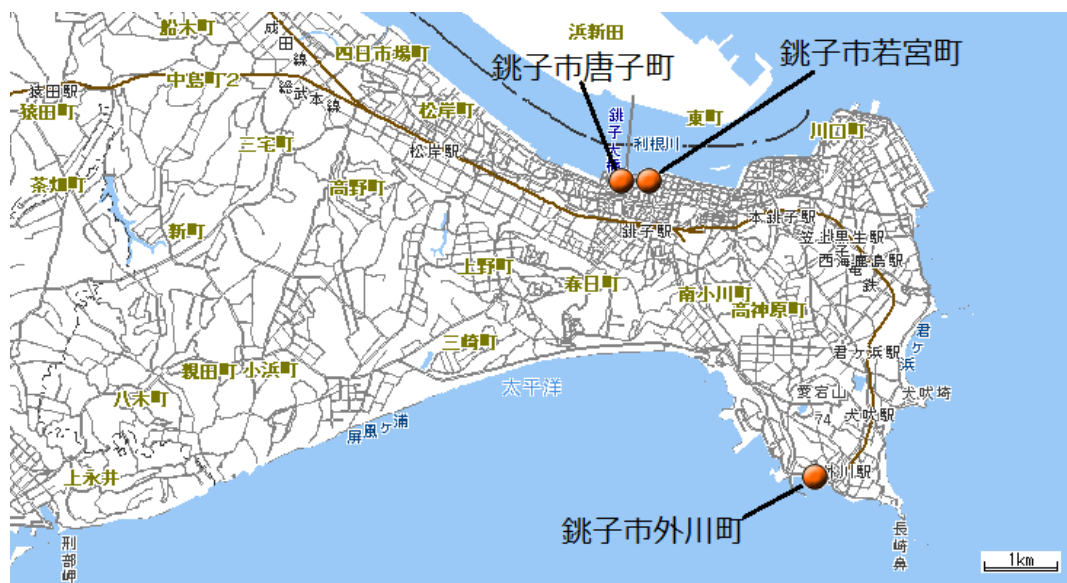 船木町
浜新田
成田線
四日市場町
銚子市若宮町
銚子市唐子町
猿田駅
中島町2
総武本線
猿田町
松岸町
銚子大橋
東町
川口町
利根川
三宅町
松岸駅
茶畑町
高野町
本銚子駅
新町
銚子駅
笠上黒生駅
西海鹿島駅
銚子電鉄
上野町
春日町
南小川町
高神原町
三崎町
君ヶ浜駅
君ヶ浜
親田町
小浜町
太平洋
愛宕山
74
犬吠埼
八木町
犬吠駅
屏風ヶ浦
上永井
外川駅
銚子市外川町
長崎鼻
刑部岬
1km